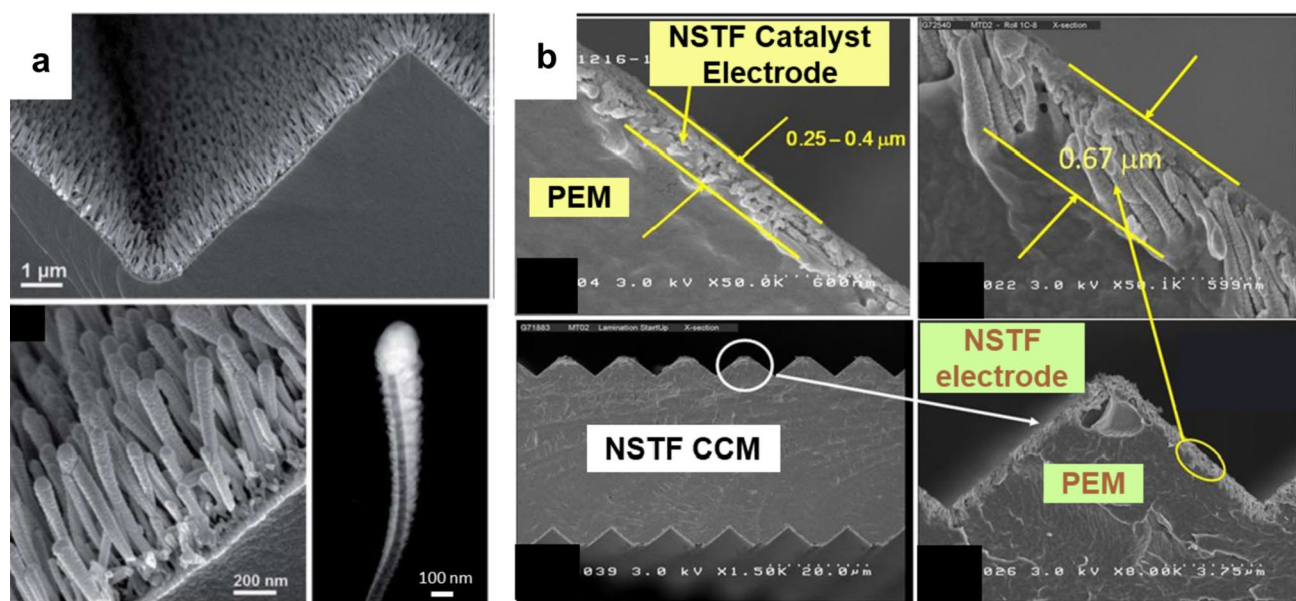 a
1 µm
200 nm
100 nm
b
1216-1
NSTF Catalyst
Electrode
0.25 – 0.4 µm
PEM
04 3.0 kV X50.0K 600nm
G72540 MTD2 - Roll 1C-8 X-section
0.67 µm
022 3.0 kV X50.1K 599nm
G71883 MT02 Lamination StartUp X-section
NSTF CCM
039 3.0 kV X1.50K 20.0µm
NSTF
electrode
PEM
026 3.0 kV X8.00K 3.75µm